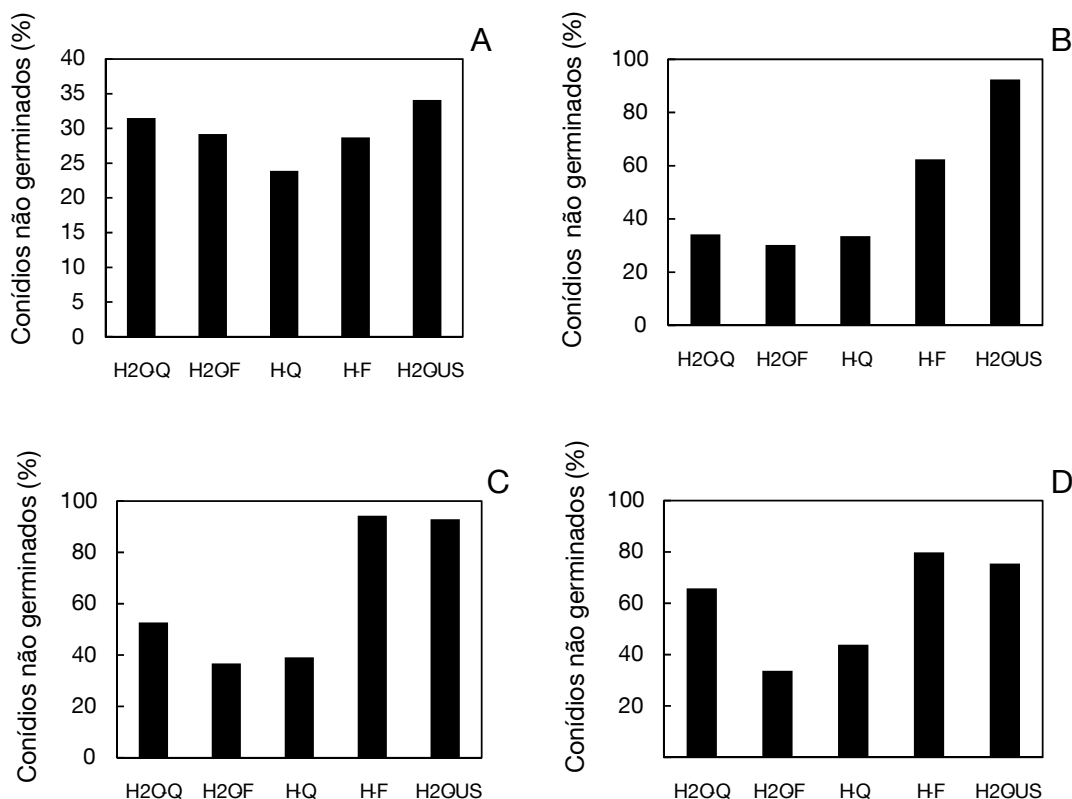 A
Conídios não germinados (%)
40
35
30
25
20
15
10
5
0
H2O-Q H2O-F H-Q H-F H2O-US
B
Conídios não germinados (%)
100
80
60
40
20
0
H2O-Q H2O-F H-Q H-F H2O-US
C
Conídios não germinados (%)
100
80
60
40
20
0
H2O-Q H2O-F H-Q H-F H2O-US
D
Conídios não germinados (%)
100
80
60
40
20
H2O-Q H2O-F H-Q H-F H2O-US